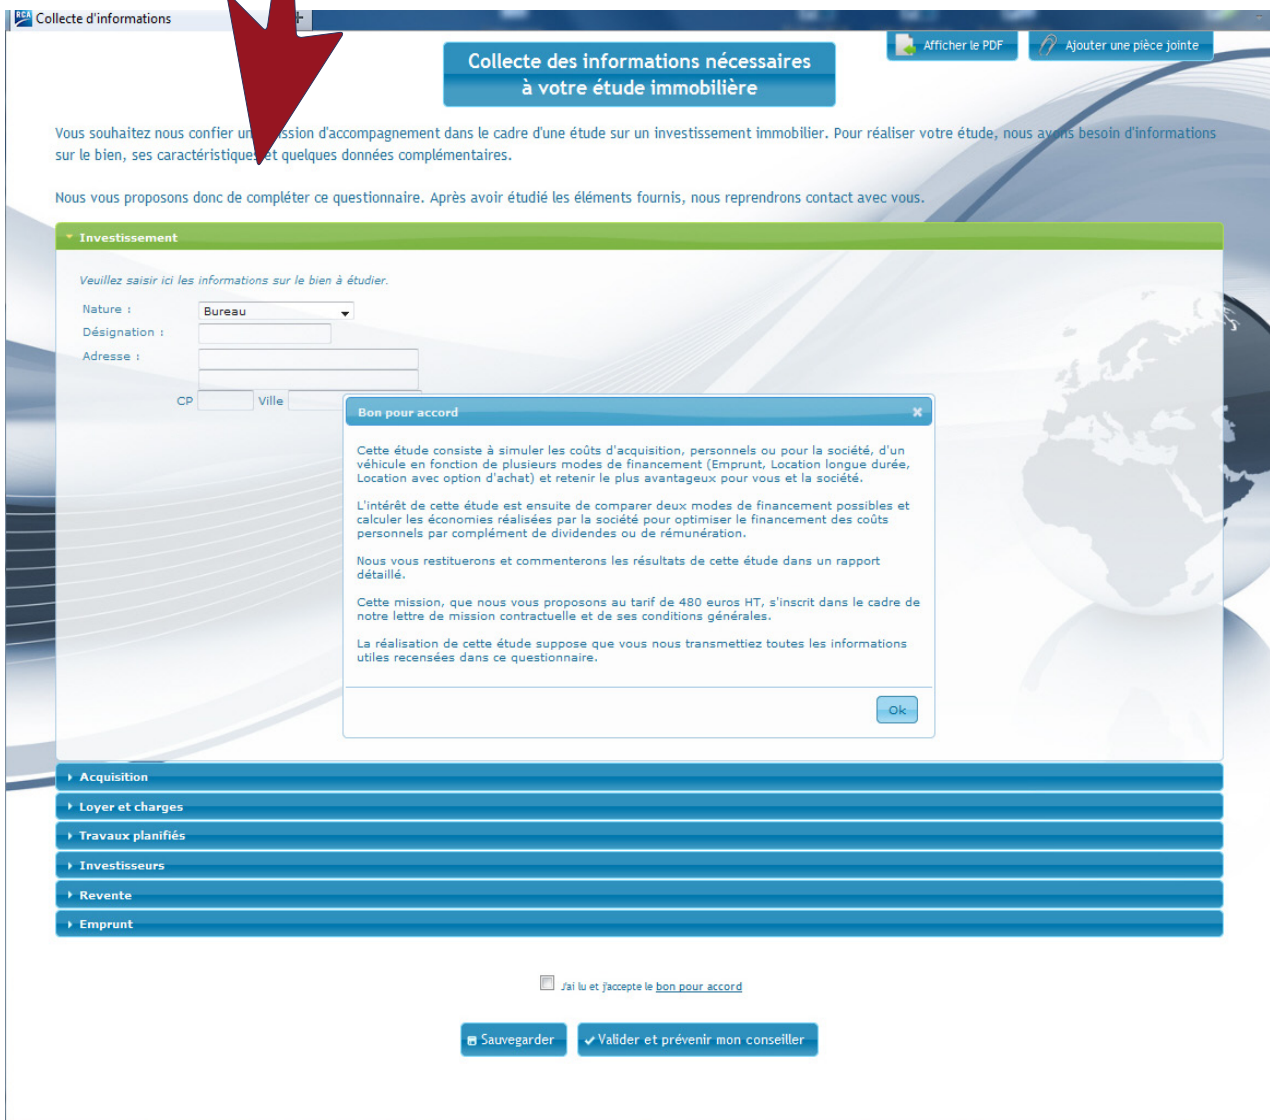 RCA Collecte d'informations
Afficher le PDF
Ajouter une pièce jointe
Collecte des informations nécessaires
à votre étude immobilière
Vous souhaitez nous confier un ssion d'accompagnement dans le cadre d'une étude sur un investissement immobilier. Pour réaliser votre étude, nous avons besoin d'informations
sur le bien, ses caractéristiques et quelques données complémentaires.
Nous vous proposons donc de compléter ce questionnaire. Après avoir étudié les éléments fournis, nous reprendrons contact avec vous.
Investissement
Veuillez saisir ici les informations sur le bien à étudier.
Nature : Bureau
Désignation :
Adresse :
CP Ville
Bon pour accord
Cette étude consiste à simuler les coûts d'acquisition, personnels ou pour la société, d'un
véhicule en fonction de plusieurs modes de financement (Emprunt, Location longue durée,
Location avec option d'achat) et retenir le plus avantageux pour vous et la société.
L'intérêt de cette étude est ensuite de comparer deux modes de financement possibles et
calculer les économies réalisées par la société pour optimiser le financement des coûts
personnels par complément de dividendes ou de rémunération.
Nous vous restituerons et commenterons les résultats de cette étude dans un rapport
détaillé.
Cette mission, que nous vous proposons au tarif de 480 euros HT, s'inscrit dans le cadre de
notre lettre de mission contractuelle et de ses conditions générales.
La réalisation de cette étude suppose que vous nous transmettiez toutes les informations
utiles recensées dans ce questionnaire.
Ok
Acquisition
Loyer et charges
Travaux planifiés
Investisseurs
Revente
Emprunt
J'ai lu et j'accepte le bon pour accord
Sauvegarder
Valider et prévenir mon conseiller